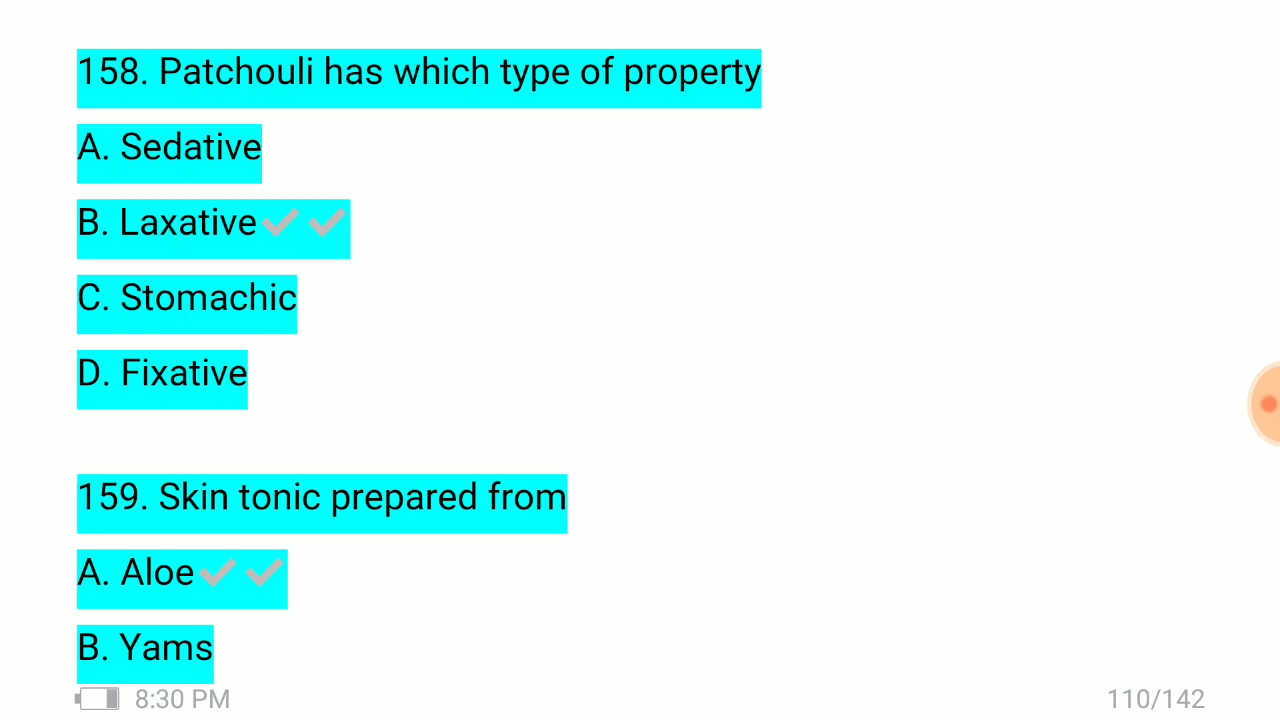 158. Patchouli has which type of property
A. Sedative
B. Laxative✔✔
C. Stomachic
D. Fixative
159. Skin tonic prepared from
A. Aloe✔✔
B. Yams
8:30 PM
110/142